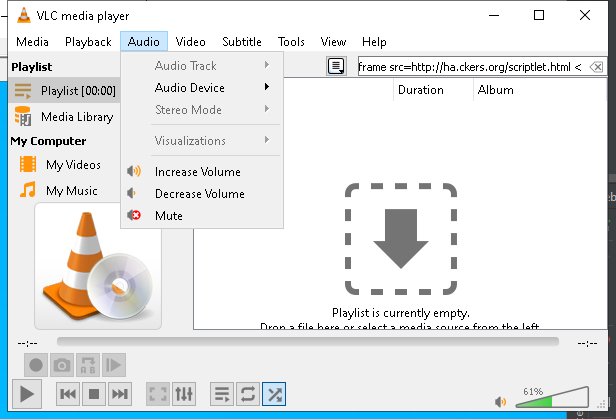 VLC media player
Media Playback Audio Video Subtitle Tools View Help
Playlist
Playlist [00:00]
Media Library
My Computer
My Videos
My Music
Audio Track
Audio Device
Stereo Mode
Visualizations
Increase Volume
Decrease Volume
Mute
frame src=http://ha.ckers.org/scriptlet.html <
Duration Album
Playlist is currently empty.
Drop a file here or select a media source from the left.
--:-- --:--
61%